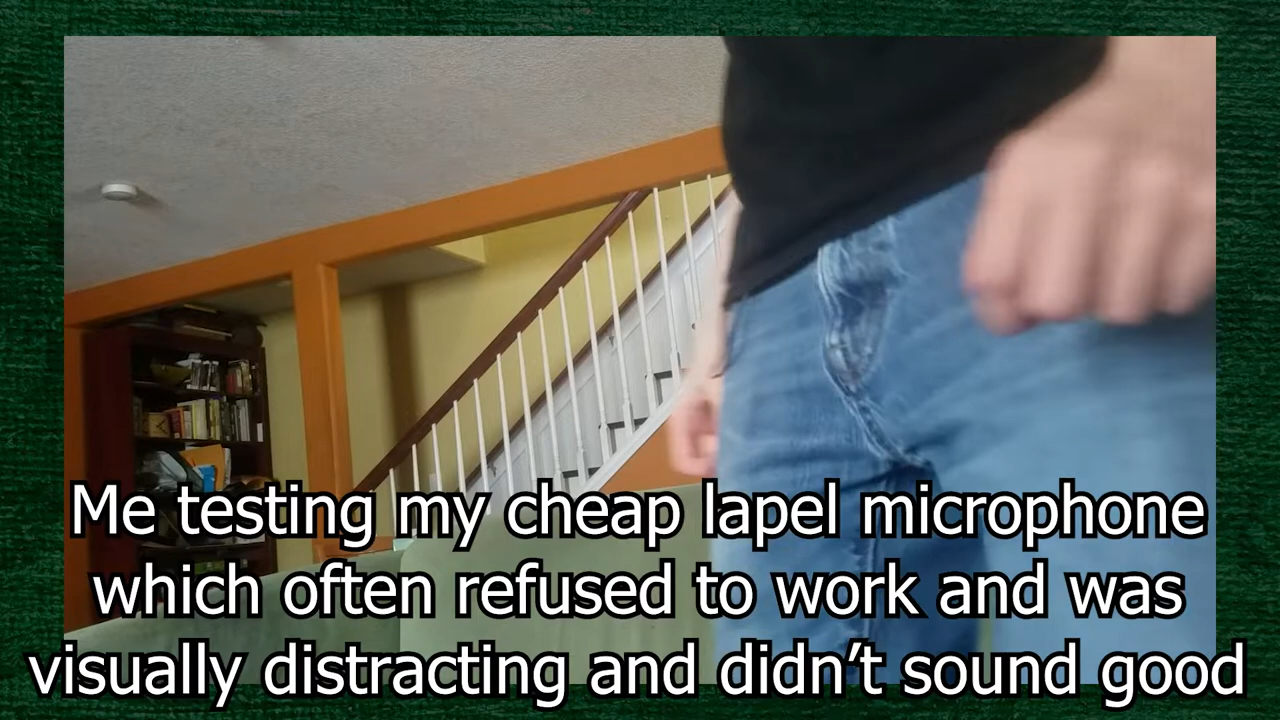 Me testing my cheap lapel microphone
which often refused to work and was
visually distracting and didn’t sound good